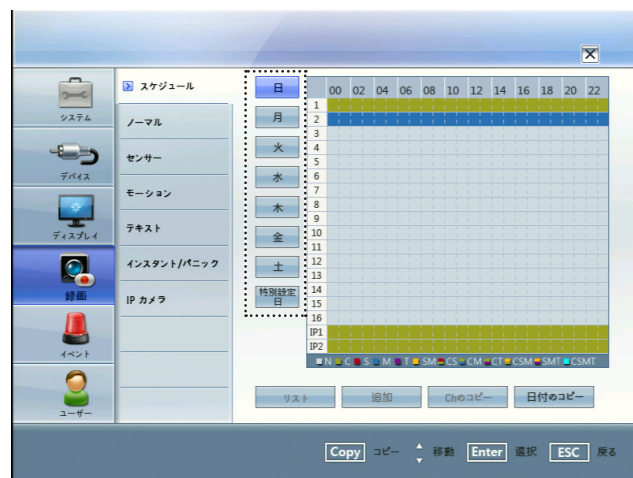 スケジュール
ノーマル
センサー
モーション
テキスト
インスタント/パニック
IP カメラ
システム
デバイス
ディスプレイ
録画
イベント
ユーザー
日
月
火
水
木
金
土
特別設定
日
00 02 04 06 08 10 12 14 16 18 20 22
1
2
3
4
5
6
7
8
9
10
11
12
13
14
15
16
IP1
IP2
N C S M T SM CS CM CT CSM SMT CSMT
リスト 追加 Chのコピー 日付のコピー
Copy コピー 移動 Enter 選択 ESC 戻る